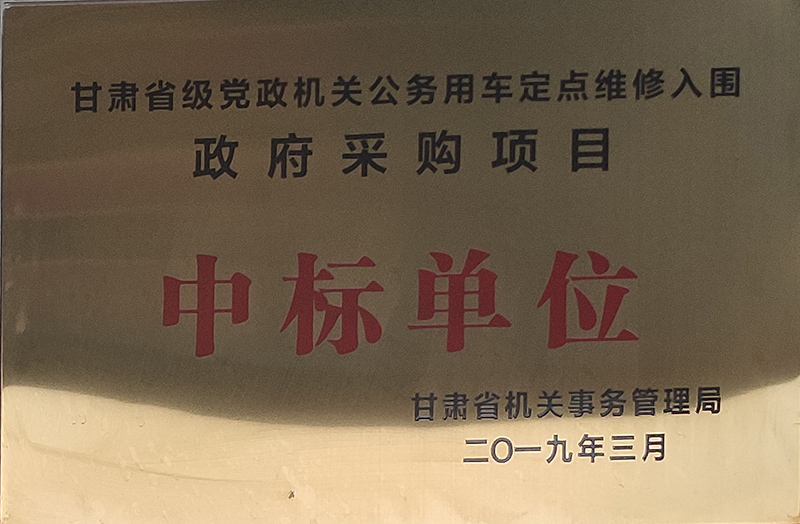 甘肃省级党政机关公务用车定点维修入围
政府采购项目
中标单位
甘肃省机关事务管理局
二〇一九年三月